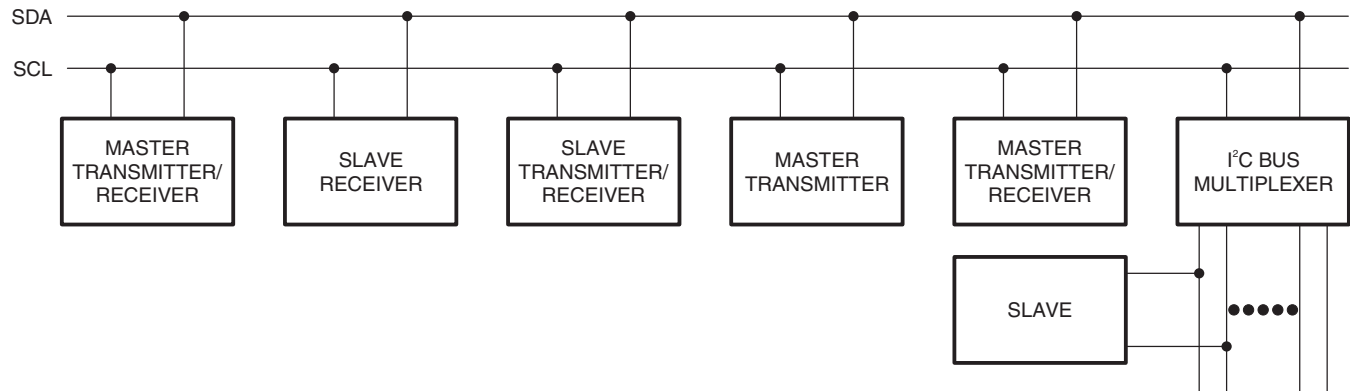 SDA
SCL
MASTER
TRANSMITTER/
RECEIVER
SLAVE
RECEIVER
SLAVE
TRANSMITTER/
RECEIVER
MASTER
TRANSMITTER
MASTER
TRANSMITTER/
RECEIVER
I²C BUS
MULTIPLEXER
SLAVE